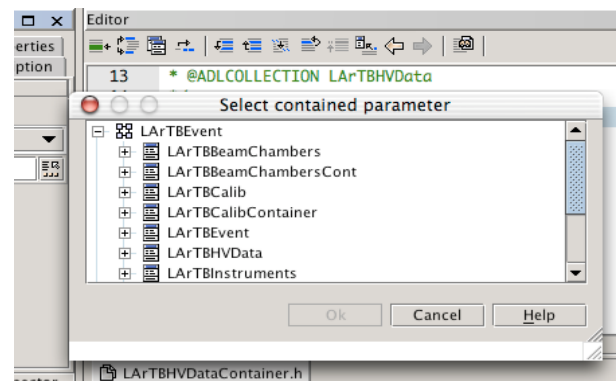 Editor
erties
ption
13 * @ADLCOLLECTION LArTBHVData
Select contained parameter
LArTBEvent
LArTBBeamChambers
LArTBBeamChambersCont
LArTBCalib
LArTBCalibContainer
LArTBEvent
LArTBHVData
LArTBInstruments
Ok Cancel Help
LArTBHVDataContainer.h